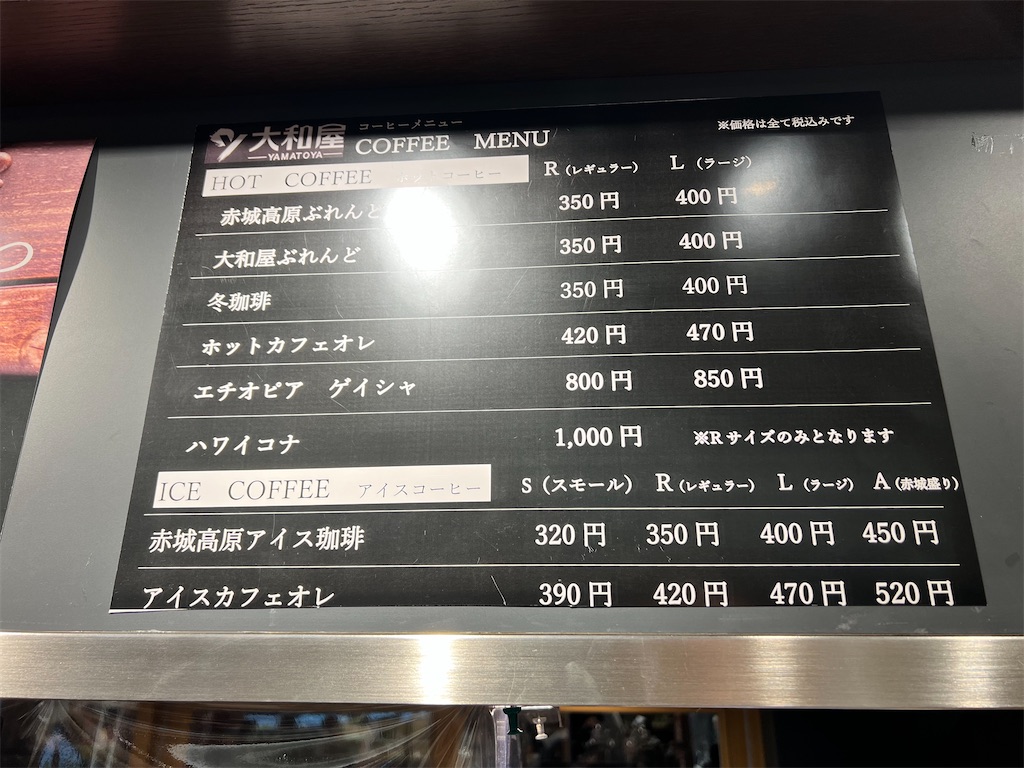 大和屋 コーヒーメニュー ※価格は全て税込みです
YAMATOYA COFFEE MENU
HOT COFFEE ホットコーヒー R(レギュラー) L(ラージ)
赤城高原ぶれんど 350円 400円
大和屋ぶれんど 350円 400円
冬珈琲 350円 400円
ホットカフェオレ 420円 470円
エチオピア ゲイシャ 800円 850円
ハワイコナ 1,000円 ※Rサイズのみとなります
ICE COFFEE アイスコーヒー S(スモール) R(レギュラー) L(ラージ) A(赤城盛り)
赤城高原アイス珈琲 320円 350円 400円 450円
アイスカフェオレ 390円 420円 470円 520円